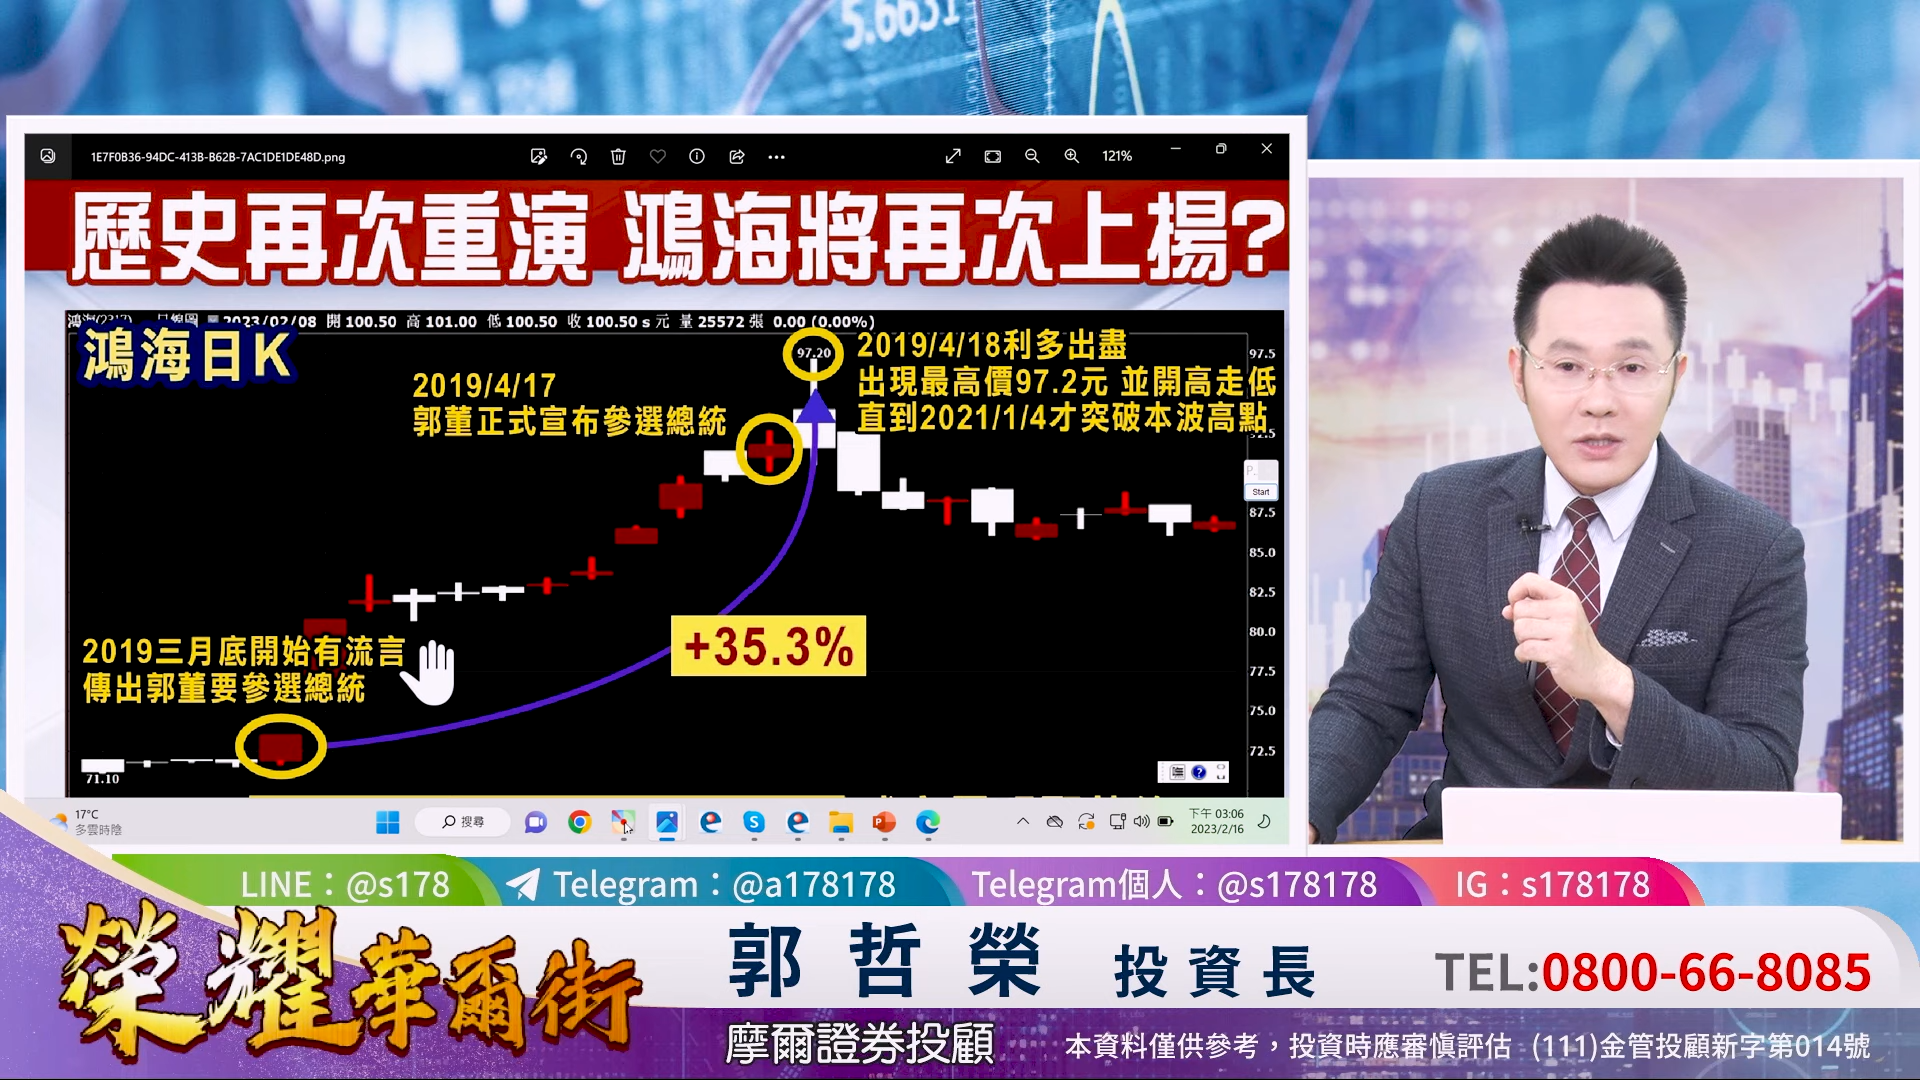 5.6631
1E7F0B36-94DC-413B-B62B-7AC1DE1DE48D.png
121%
歷史再次重演 鴻海將再次上揚?
鴻海(2317) 日線圖 2023/02/08 開 100.50 高 101.00 低 100.50 收 100.50 s 元 量 25572 張 0.00 (0.00%)
鴻海日K
97.20
2019/4/18利多出盡
出現最高價97.2元 並開高走低
直到2021/1/4才突破本波高點
2019/4/17
郭董正式宣布參選總統
97.5
92.5
P.
Start
87.5
85.0
82.5
80.0
77.5
75.0
72.5
+35.3%
2019三月底開始有流言
傳出郭董要參選總統
71.10
17°C
多雲時陰
搜尋
下午 03:06
2023/2/16
LINE：@s178
Telegram：@a178178
Telegram個人：@s178178
IG：s178178
榮耀華爾街
郭哲榮 投資長
TEL:0800-66-8085
摩爾證券投顧
本資料僅供參考，投資時應審慎評估 (111)金管投顧新字第014號